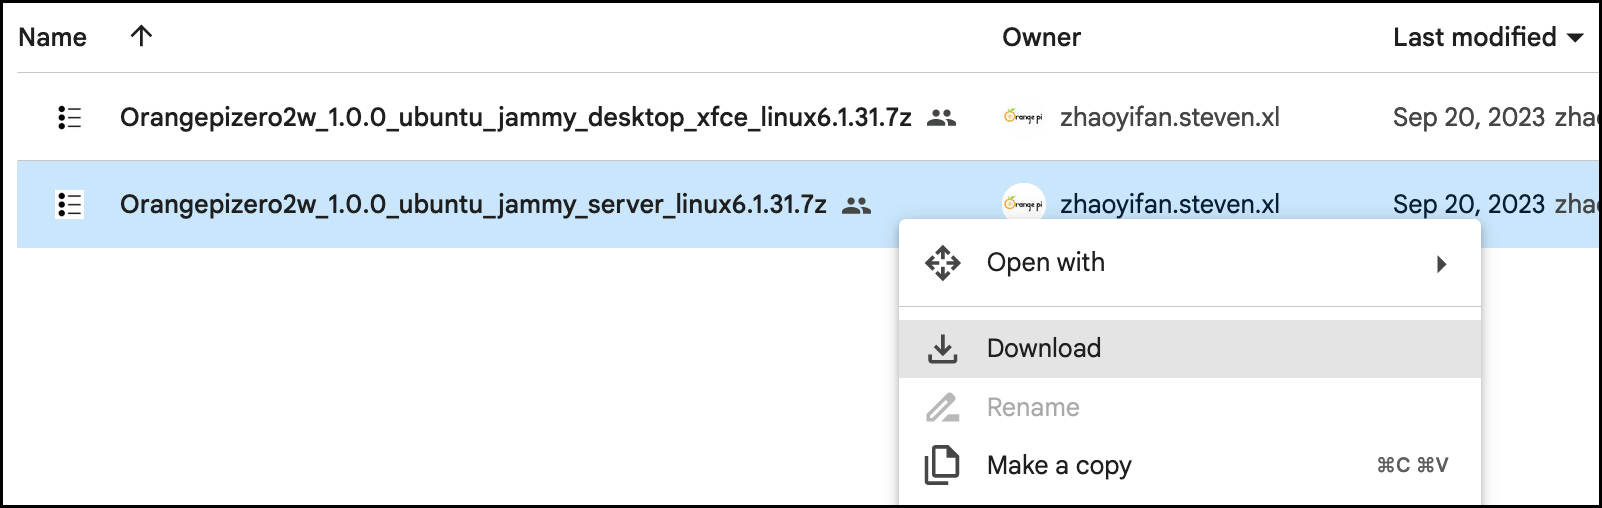 Name Owner Last modified
Orangepizero2w_1.0.0_ubuntu_jammy_desktop_xfce_linux6.1.31.7z Orange pi zhaoyifan.steven.xl Sep 20, 2023 zha
Orangepizero2w_1.0.0_ubuntu_jammy_server_linux6.1.31.7z Orange pi zhaoyifan.steven.xl Sep 20, 2023 zha
Open with
Download
Rename
Make a copy ⌘C ⌘V